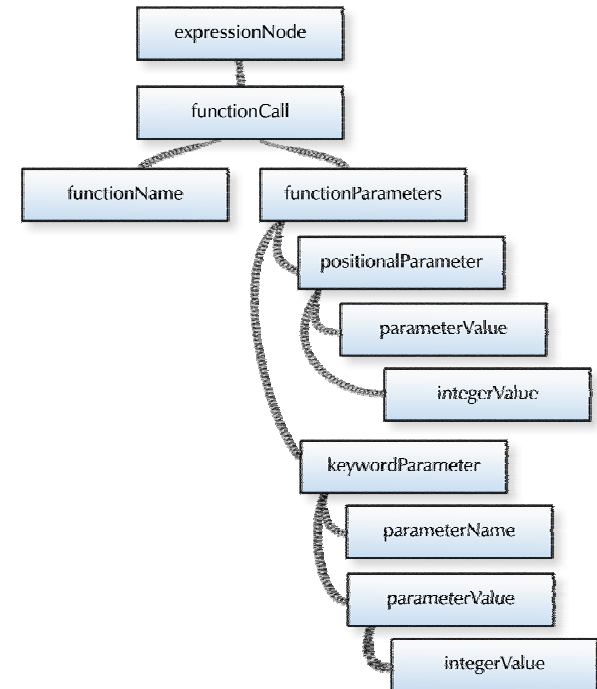 expressionNode
functionCall
functionName
functionParameters
positionalParameter
parameterValue
integerValue
keywordParameter
parameterName
parameterValue
integerValue